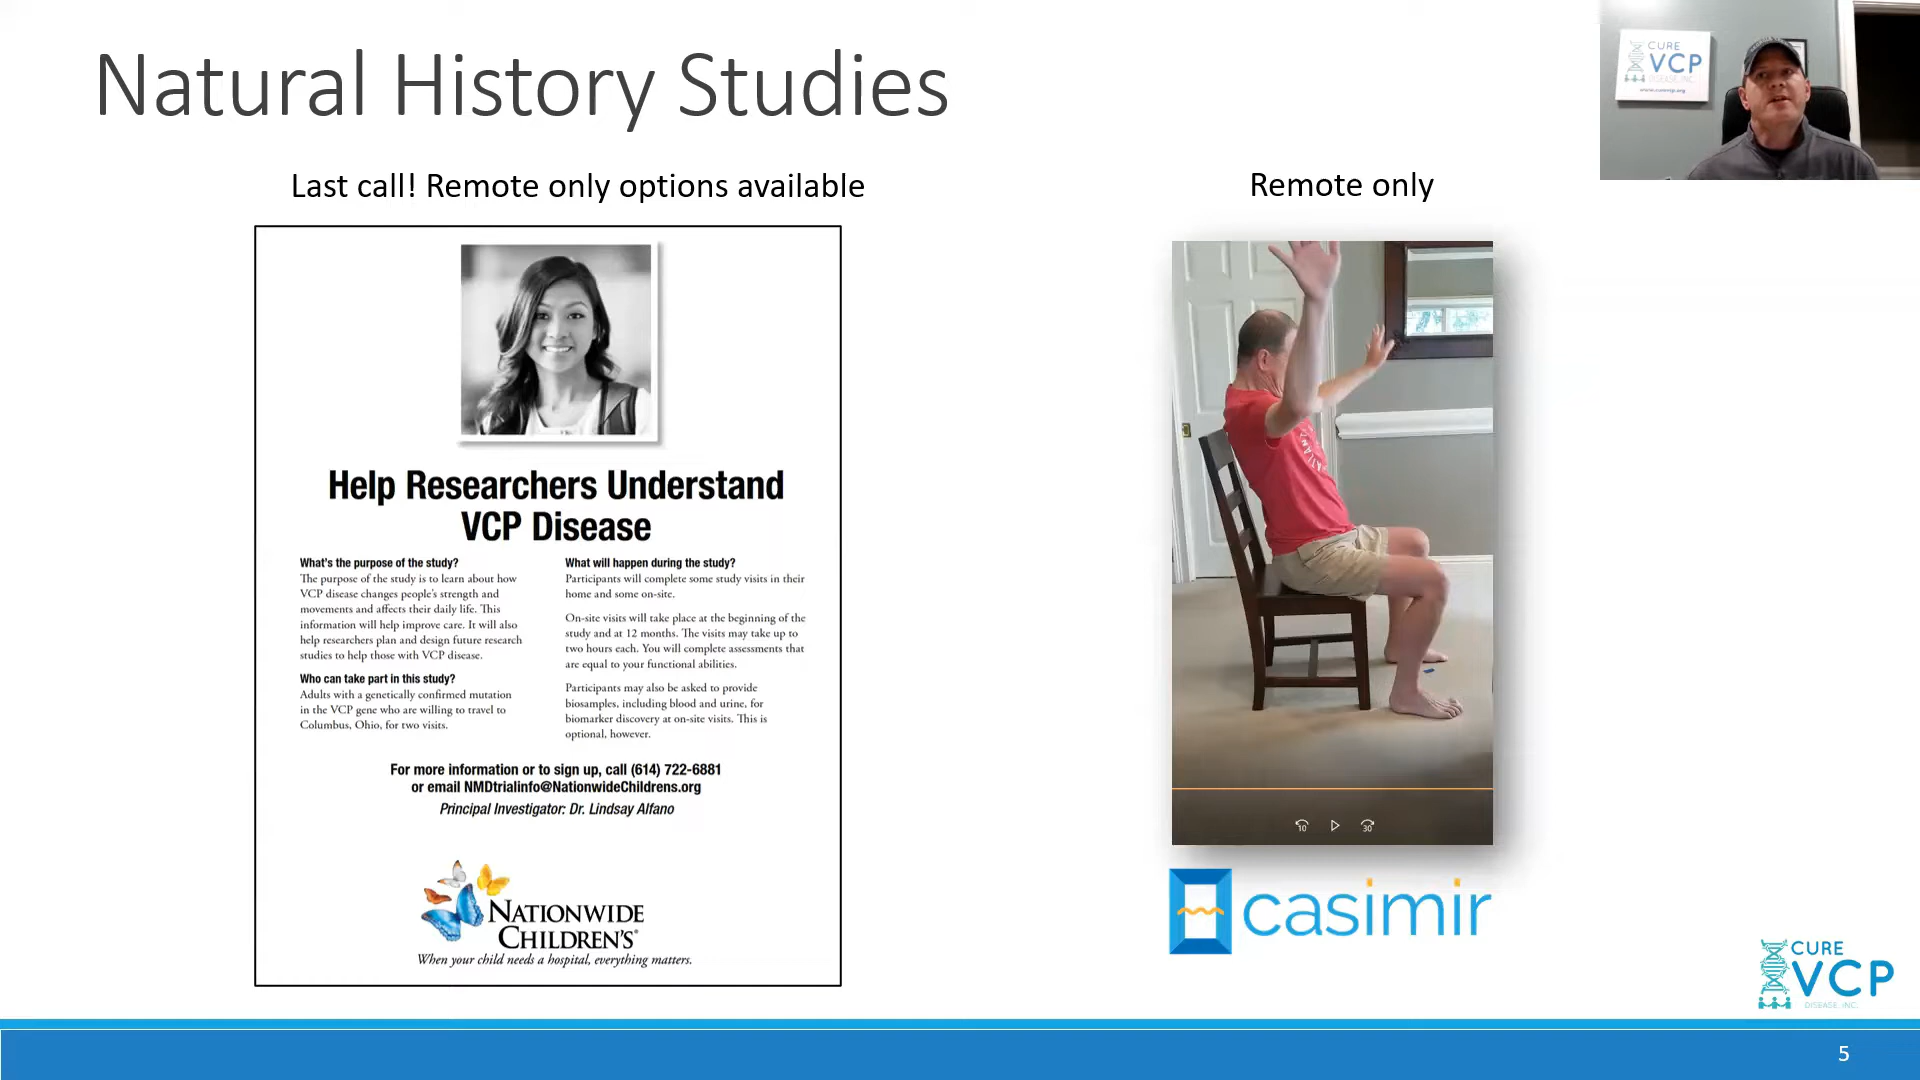 Natural History Studies
CURE
VCP
DISEASE, INC.
www.curevcp.org
Last call! Remote only options available
Remote only
Help Researchers Understand
VCP Disease
What's the purpose of the study?
The purpose of the study is to learn about how
VCP disease changes people's strength and
movements and affects their daily life. This
information will help improve care. It will also
help researchers plan and design future research
studies to help those with VCP disease.
Who can take part in this study?
Adults with a genetically confirmed mutation
in the VCP gene who are willing to travel to
Columbus, Ohio, for two visits.
What will happen during the study?
Participants will complete some study visits in their
home and some on-site.
On-site visits will take place at the beginning of the
study and at 12 months. The visits may take up to
two hours each. You will complete assessments that
are equal to your functional abilities.
Participants may also be asked to provide
biosamples, including blood and urine, for
biomarker discovery at on-site visits. This is
optional, however.
For more information or to sign up, call (614) 722-6881
or email NMDtrialinfo@NationwideChildrens.org
Principal Investigator: Dr. Lindsay Alfano
NATIONWIDE
CHILDREN'S®
When your child needs a hospital, everything matters.
10
30
casimir
CURE
VCP
DISEASE, INC.
5